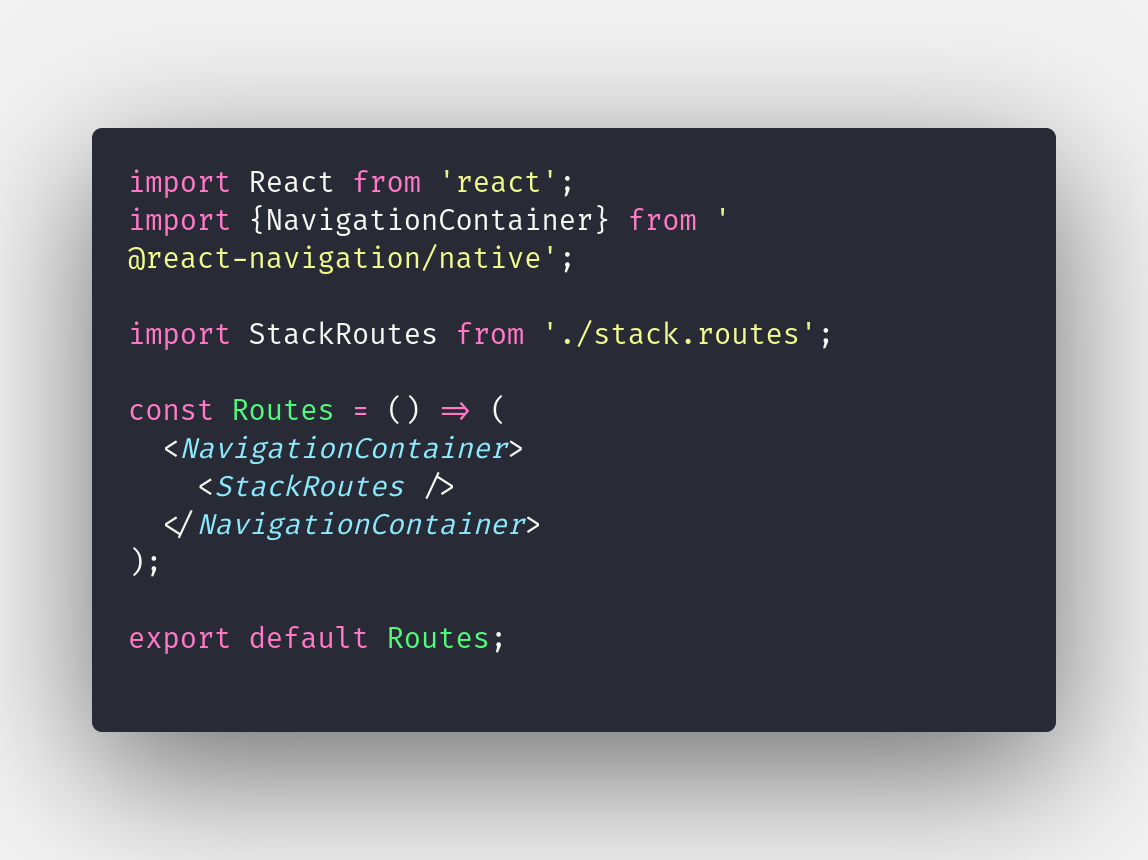 import React from 'react';
import {NavigationContainer} from '
@react-navigation/native';
import StackRoutes from './stack.routes';
const Routes = () => (
  <NavigationContainer>
    <StackRoutes />
  </NavigationContainer>
);
export default Routes;